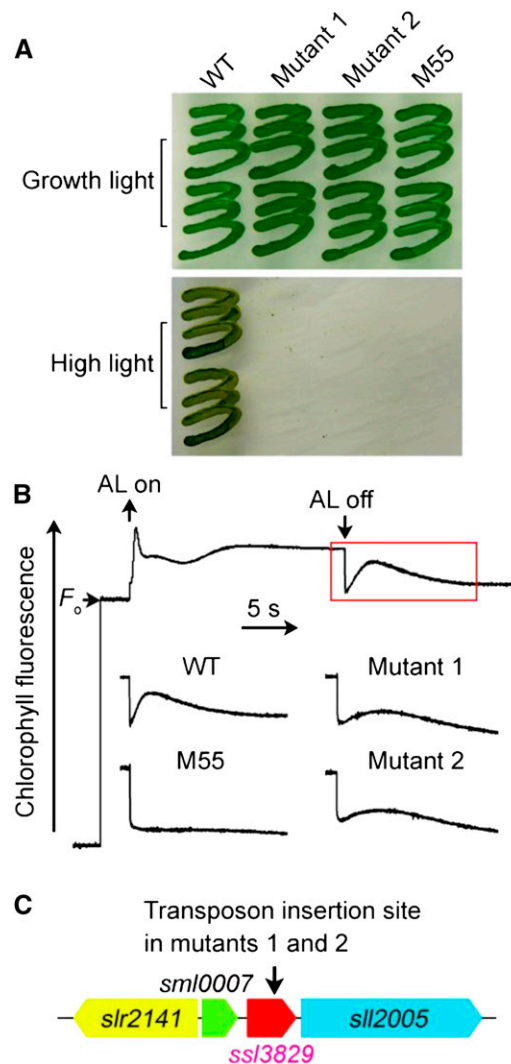 A
WT Mutant 1 Mutant 2 M55
Growth light
High light
B
AL on AL off
Chlorophyll fluorescence
Fo
5 s
WT Mutant 1
M55 Mutant 2
C
Transposon insertion site
in mutants 1 and 2
sml0007
slr2141 sll2005
ssl3829